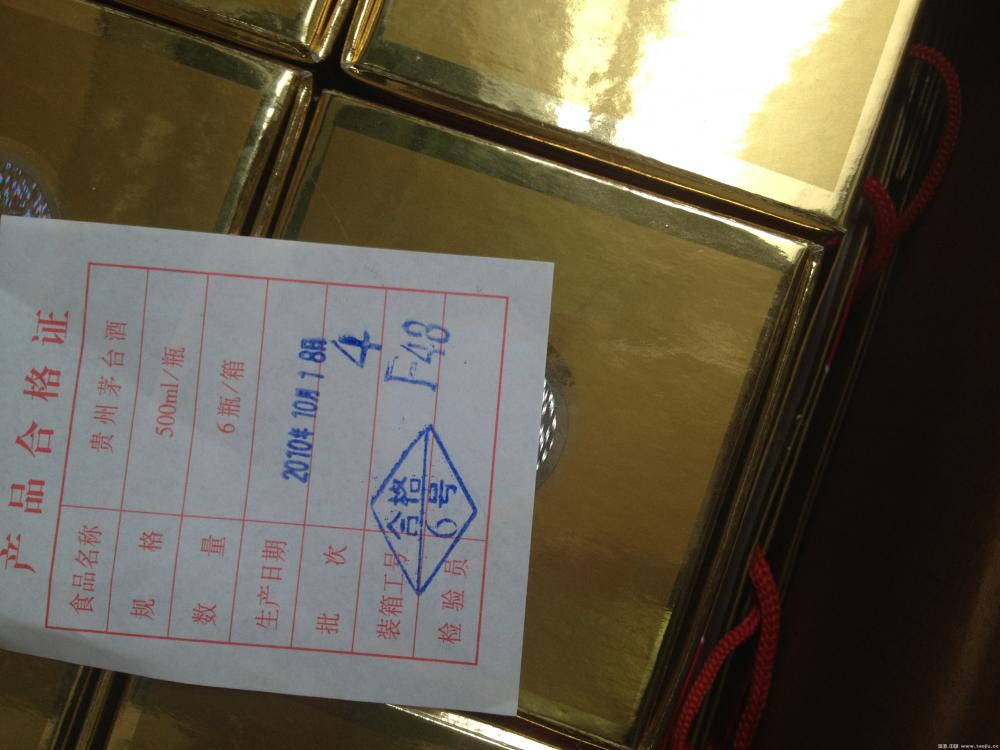 产品合格证
食品名称 贵州茅台酒
规格 500ml/瓶
数量 6瓶/箱
生产日期 2010年10月18日
批次 4
装箱工号 F48
检验员 合格 6号